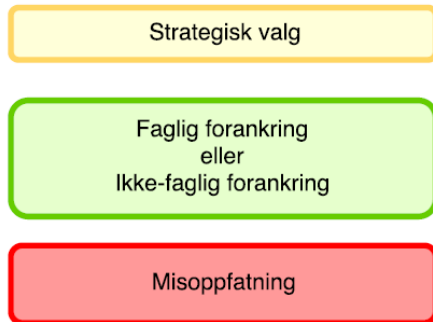 Strategisk valg
Faglig forankring
eller
Ikke-faglig forankring
Misoppfatning